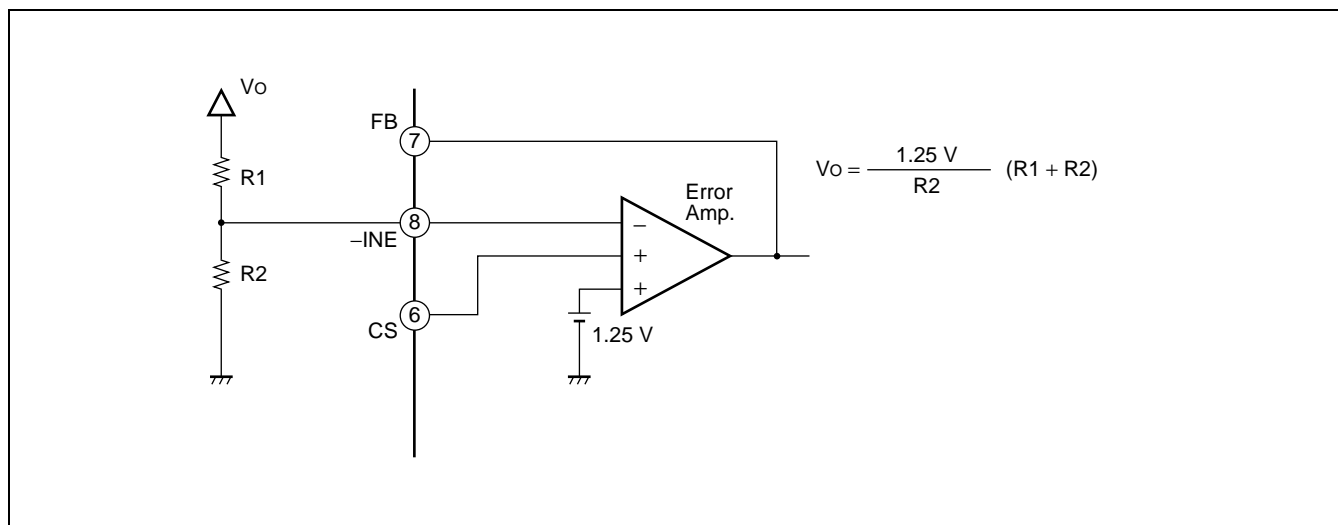 Vo
R1
R2
FB
7
8
−INE
6
CS
Error
Amp.
−
+
+
1.25 V
Vo = 1.25 V / R2 (R1 + R2)